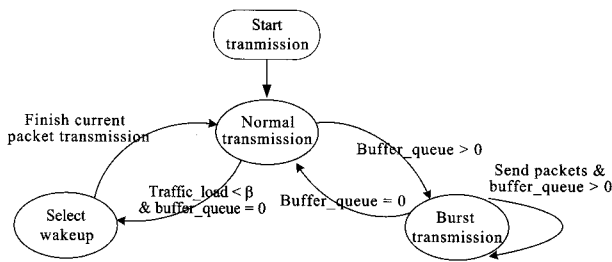 Start
tranmission
Finish current
packet transmission
Normal
transmission
Buffer_queue > 0
Traffic_load < β
& buffer_queue = 0
Buffer_queue = 0
Send packets &
buffer_queue > 0
Select
wakeup
Burst
transmission